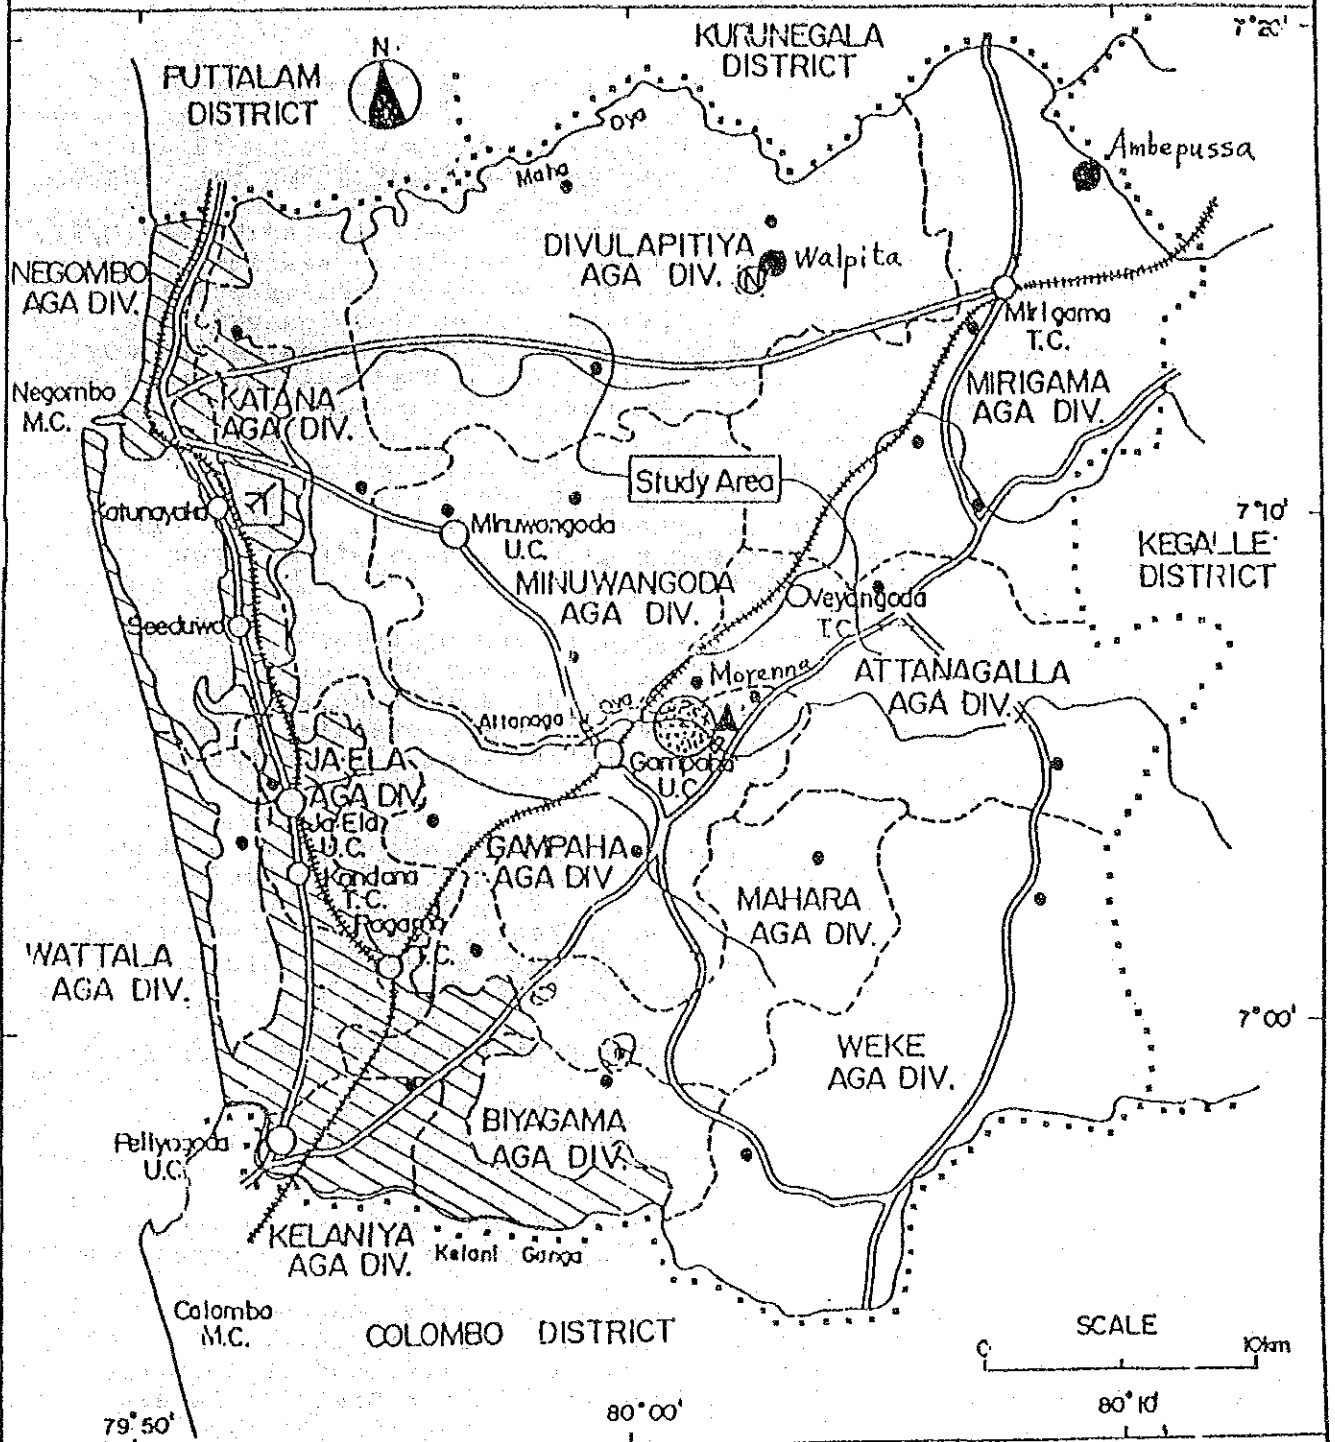 7°20'
KURUNEGALA
DISTRICT
PUTTALAM
DISTRICT
N
Oya
Maha
Ambepussa
DIVULAPITIYA
AGA DIV.
N
Walpita
NEGOMBO
AGA DIV.
Mirigama
T.C.
Negombo
M.C.
KATANA
AGA DIV.
MIRIGAMA
AGA DIV.
Study Area
Katunayaka
7°10'
Minuwangoda
U.C.
KEGALLE
DISTRICT
MINUWANGODA
AGA DIV.
Veyangoda
T.C.
Seeduwa
Morenna
ATTANAGALLA
AGA DIV.
Attanaga
Oya
Gampaha
U.C.
JA-ELA
AGA DIV.
Ja-Ela
U.C.
GAMPAHA
AGA DIV
Kandana
T.C.
MAHARA
AGA DIV.
T.C.
WATTALA
AGA DIV.
7°00'
WEKE
AGA DIV.
BIYAGAMA
AGA DIV.
Peliyagoda
U.C.
KELANIYA
AGA DIV.
Kelani Ganga
Colombo
M.C.
COLOMBO DISTRICT
SCALE
0
10km
79°50'
80°00'
80°10'